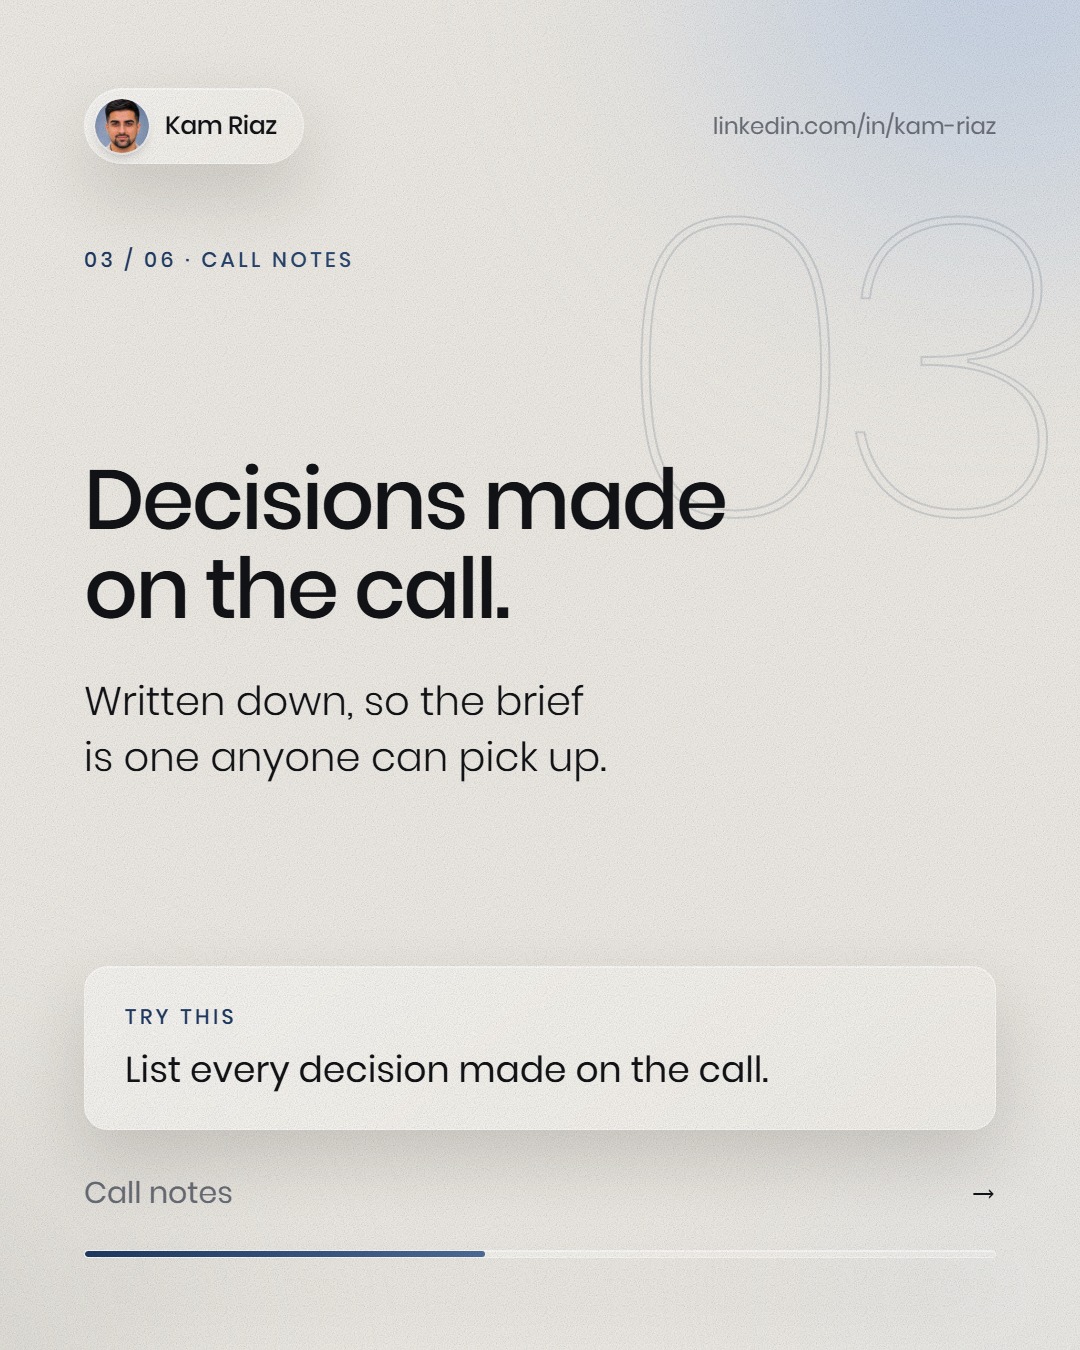 Kam Riaz
linkedin.com/in/kam-riaz
03 / 06 · CALL NOTES
03
Decisions made
on the call.
Written down, so the brief
is one anyone can pick up.
TRY THIS
List every decision made on the call.
Call notes
→